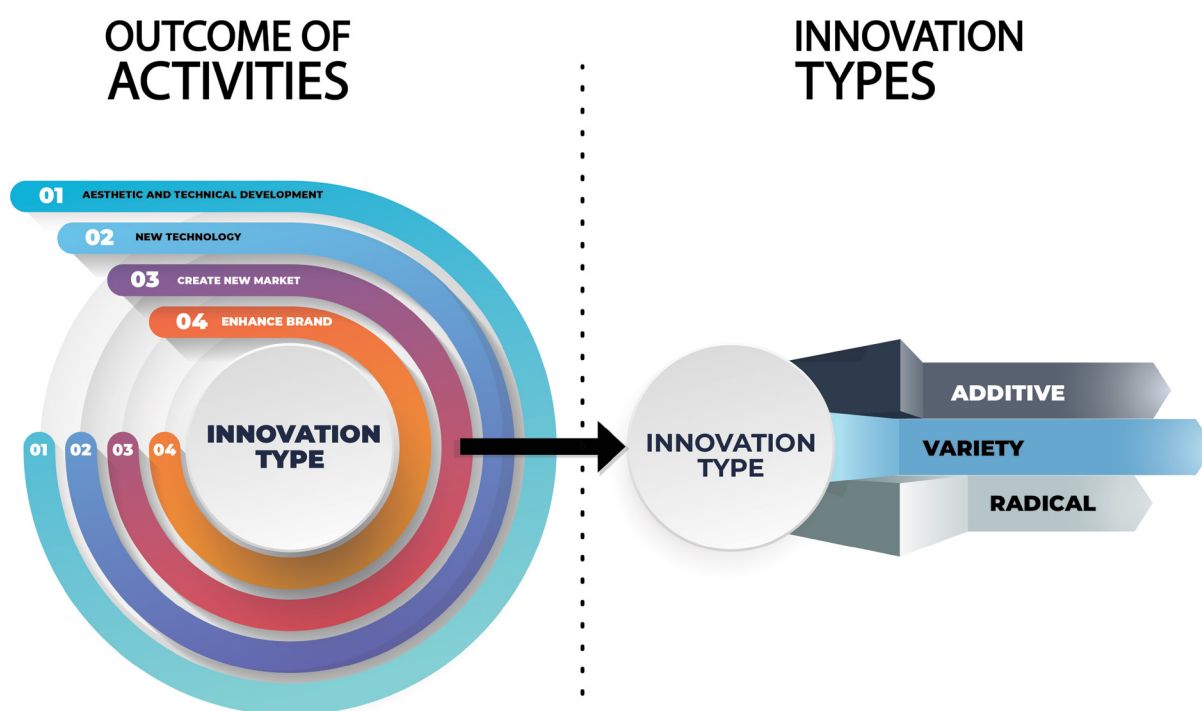 OUTCOME OF
ACTIVITIES
01 AESTHETIC AND TECHNICAL DEVELOPMENT
02 NEW TECHNOLOGY
03 CREATE NEW MARKET
04 ENHANCE BRAND
INNOVATION
TYPE
01 02 03 04
INNOVATION
TYPES
INNOVATION
TYPE
ADDITIVE
VARIETY
RADICAL